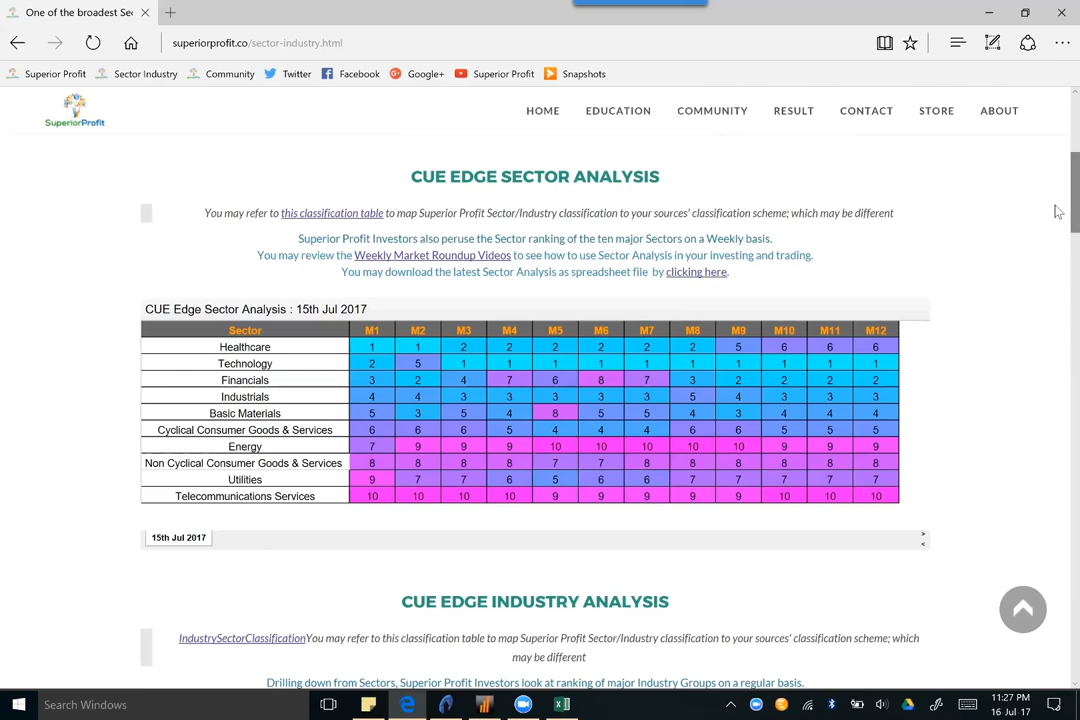 One of the broadest Sec
superiorprofit.co/sector-industry.html
Superior Profit Sector Industry Community Twitter Facebook Google+ Superior Profit Snapshots
SuperiorProfit
HOME EDUCATION COMMUNITY RESULT CONTACT STORE ABOUT
CUE EDGE SECTOR ANALYSIS
You may refer to this classification table to map Superior Profit Sector/Industry classification to your sources' classification scheme; which may be different
Superior Profit Investors also peruse the Sector ranking of the ten major Sectors on a Weekly basis.
You may review the Weekly Market Roundup Videos to see how to use Sector Analysis in your investing and trading.
You may download the latest Sector Analysis as spreadsheet file by clicking here.
CUE Edge Sector Analysis : 15th Jul 2017
Sector M1 M2 M3 M4 M5 M6 M7 M8 M9 M10 M11 M12
Healthcare 1 1 2 2 2 2 2 2 5 6 6 6
Technology 2 5 1 1 1 1 1 1 1 1 1 1
Financials 3 2 4 7 6 8 7 3 2 2 2 2
Industrials 4 4 3 3 3 3 3 5 4 3 3 3
Basic Materials 5 3 5 4 8 5 5 4 3 4 4 4
Cyclical Consumer Goods & Services 6 6 6 5 4 4 4 6 6 5 5 5
Energy 7 9 9 9 10 10 10 10 10 9 9 9
Non Cyclical Consumer Goods & Services 8 8 8 8 7 7 8 8 8 8 8 8
Utilities 9 7 7 6 5 6 6 7 7 7 7 7
Telecommunications Services 10 10 10 10 9 9 9 9 9 10 10 10
15th Jul 2017
CUE EDGE INDUSTRY ANALYSIS
IndustrySectorClassificationYou may refer to this classification table to map Superior Profit Sector/Industry classification to your sources' classification scheme; which
may be different
Drilling down from Sectors, Superior Profit Investors look at ranking of major Industry Groups on a regular basis.
Search Windows
11:27 PM
16 Jul 17